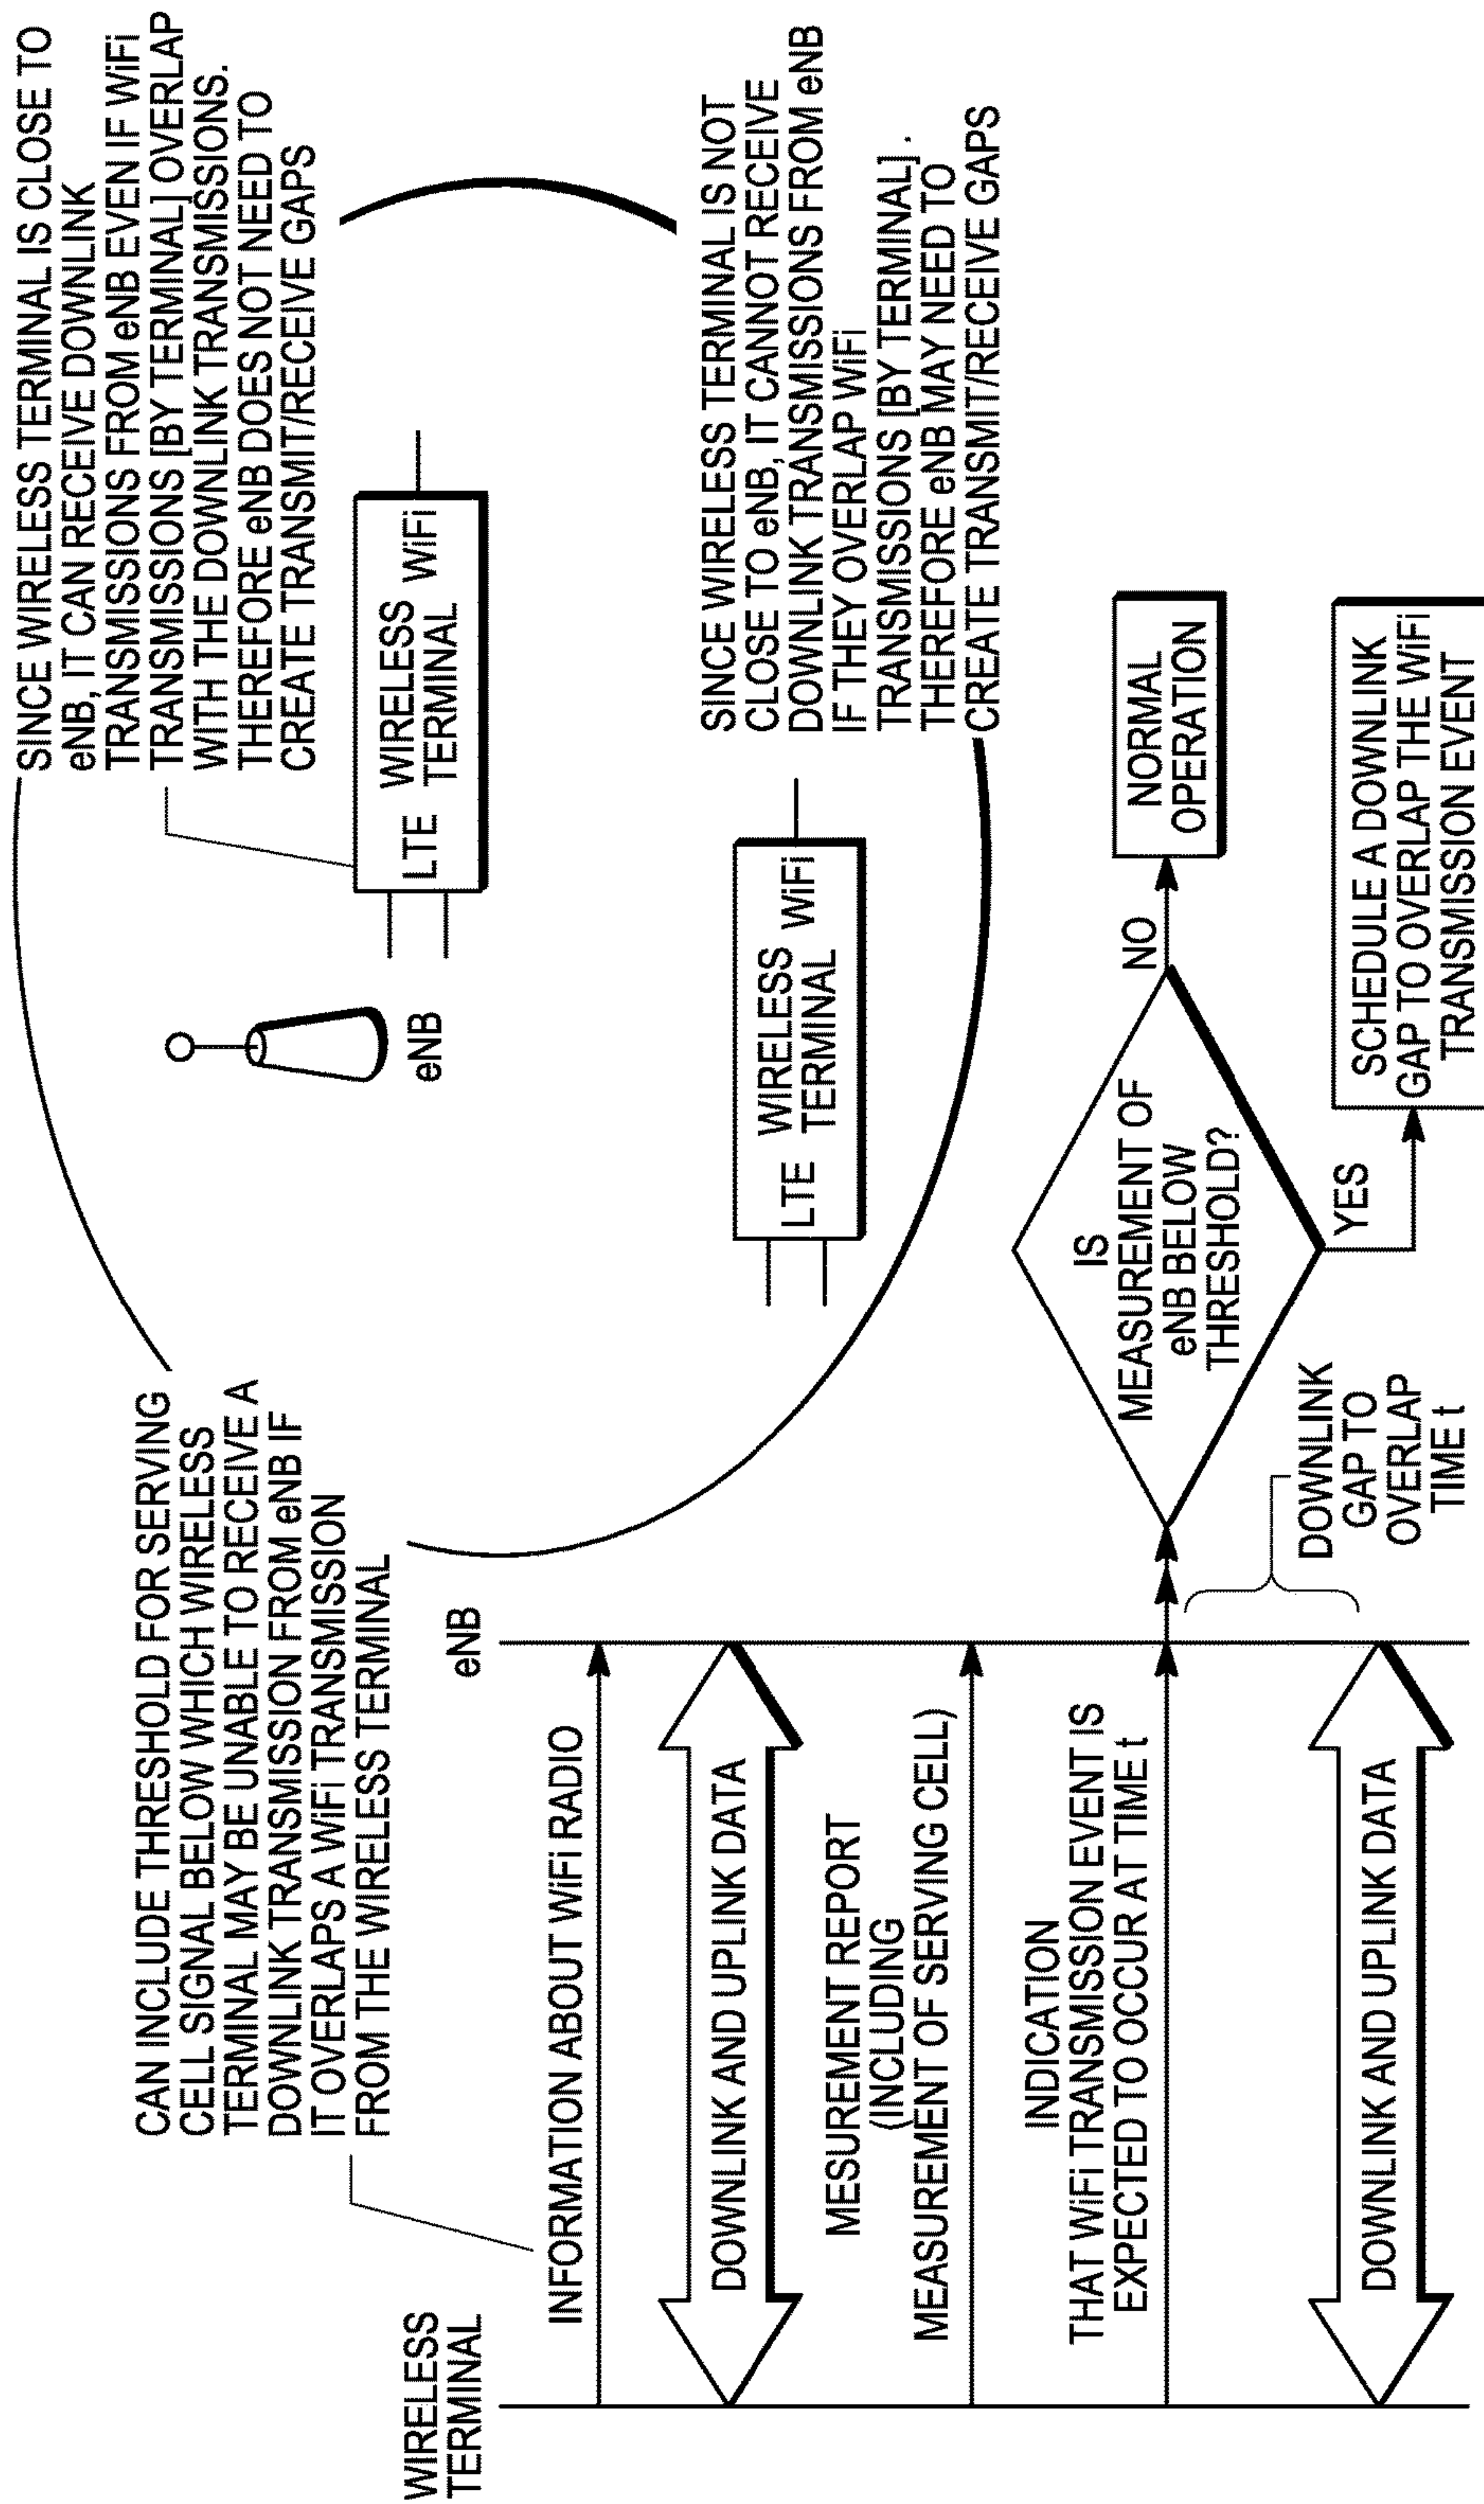 CAN INCLUDE THRESHOLD FOR SERVING
CELL SIGNAL BELOW WHICH WIRELESS
TERMINAL MAY BE UNABLE TO RECEIVE A
DOWNLINK TRANSMISSION FROM eNB IF
IT OVERLAPS A WiFi TRANSMISSION
FROM THE WIRELESS TERMINAL
SINCE WIRELESS TERMINAL IS CLOSE TO
eNB, IT CAN RECEIVE DOWNLINK
TRANSMISSIONS FROM eNB EVEN IF WiFi
TRANSMISSIONS [BY TERMINAL] OVERLAP
WITH THE DOWNLINK TRANSMISSIONS.
THEREFORE eNB DOES NOT NEED TO
CREATE TRANSMIT/RECEIVE GAPS
eNB
LTE
WIRELESS
TERMINAL
WiFi
SINCE WIRELESS TERMINAL IS NOT
CLOSE TO eNB, IT CANNOT RECEIVE
DOWNLINK TRANSMISSIONS FROM eNB
IF THEY OVERLAP WiFi
TRANSMISSIONS [BY TERMINAL].
THEREFORE eNB MAY NEED TO
CREATE TRANSMIT/RECEIVE GAPS
LTE
WIRELESS
TERMINAL
WiFi
WIRELESS
TERMINAL
eNB
INFORMATION ABOUT WiFi RADIO
DOWNLINK AND UPLINK DATA
MESUREMENT REPORT
(INCLUDING
MEASUREMENT OF SERVING CELL)
INDICATION
THAT WiFi TRANSMISSION EVENT IS
EXPECTED TO OCCUR AT TIME t
IS
MEASUREMENT OF
eNB BELOW
THRESHOLD?
NO
NORMAL
OPERATION
YES
SCHEDULE A DOWNLINK
GAP TO OVERLAP THE WiFi
TRANSMISSION EVENT
DOWNLINK
GAP TO
OVERLAP
TIME t
DOWNLINK AND UPLINK DATA